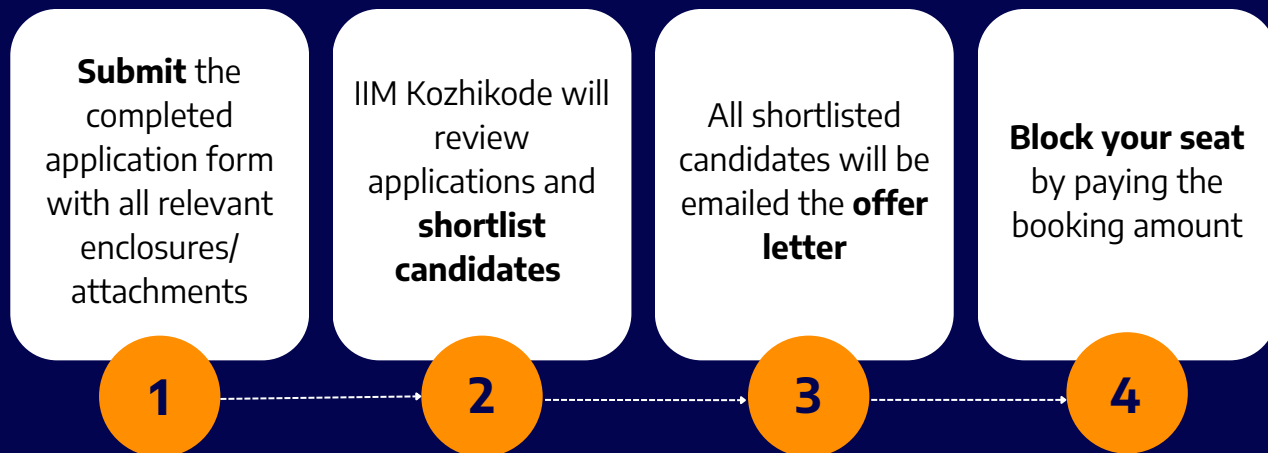 Submit the
completed
application form
with all relevant
enclosures/
attachments
1
IIM Kozhikode will
review
applications and
shortlist
candidates
2
All shortlisted
candidates will be
emailed the offer
letter
3
Block your seat
by paying the
booking amount
4